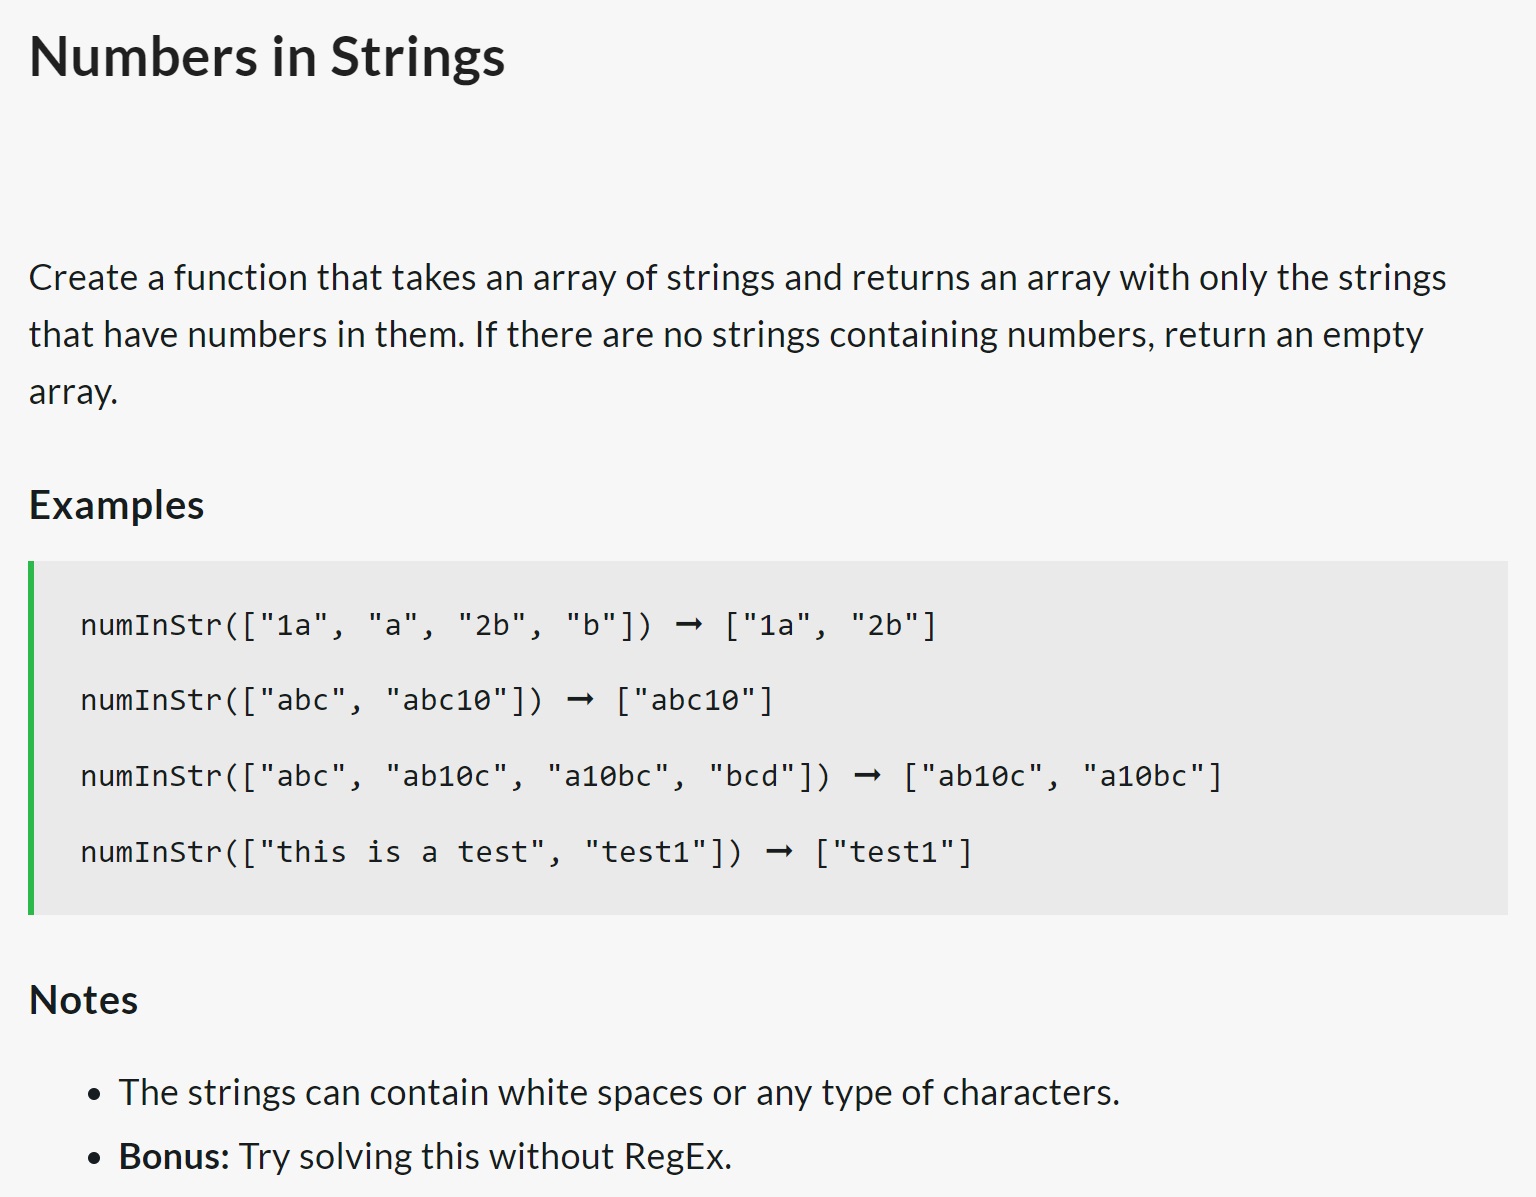 Numbers in Strings
Create a function that takes an array of strings and returns an array with only the strings
that have numbers in them. If there are no strings containing numbers, return an empty
array.
Examples
numInStr(["1a", "a", "2b", "b"]) ➞ ["1a", "2b"]
numInStr(["abc", "abc10"]) ➞ ["abc10"]
numInStr(["abc", "ab10c", "a10bc", "bcd"]) ➞ ["ab10c", "a10bc"]
numInStr(["this is a test", "test1"]) ➞ ["test1"]
Notes
• The strings can contain white spaces or any type of characters.
• Bonus: Try solving this without RegEx.